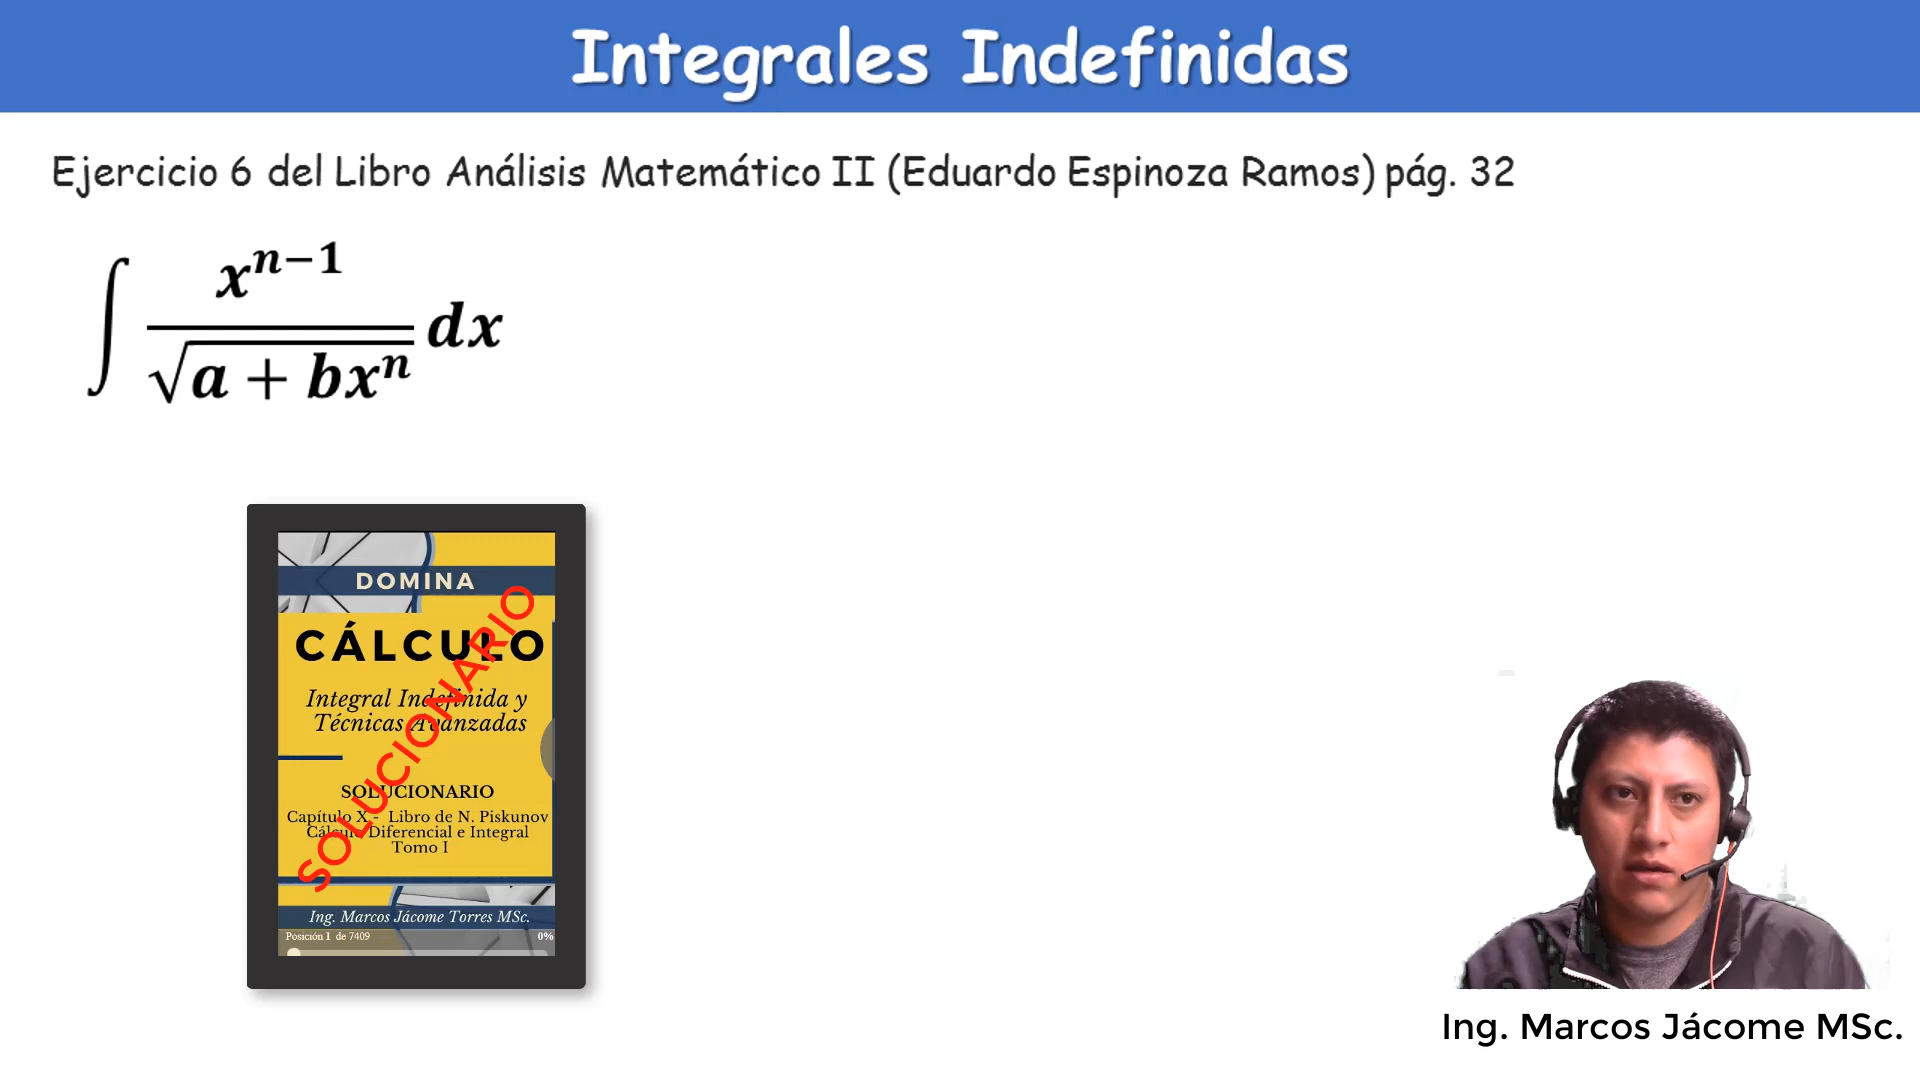 Integrales Indefinidas
Ejercicio 6 del Libro Análisis Matemático II (Eduardo Espinoza Ramos) pág. 32
∫ x^{n−1} / √(a + bx^n) dx
DOMINA
CÁLCULO
Integral Indefinida y
Técnicas Avanzadas
SOLUCIONARIO
SOLUCIONARIO
Capítulo X - Libro de N. Piskunov
Cálculo Diferencial e Integral
Tomo I
Ing. Marcos Jácome Torres MSc.
Posición 1 de 7409 0%
Ing. Marcos Jácome MSc.